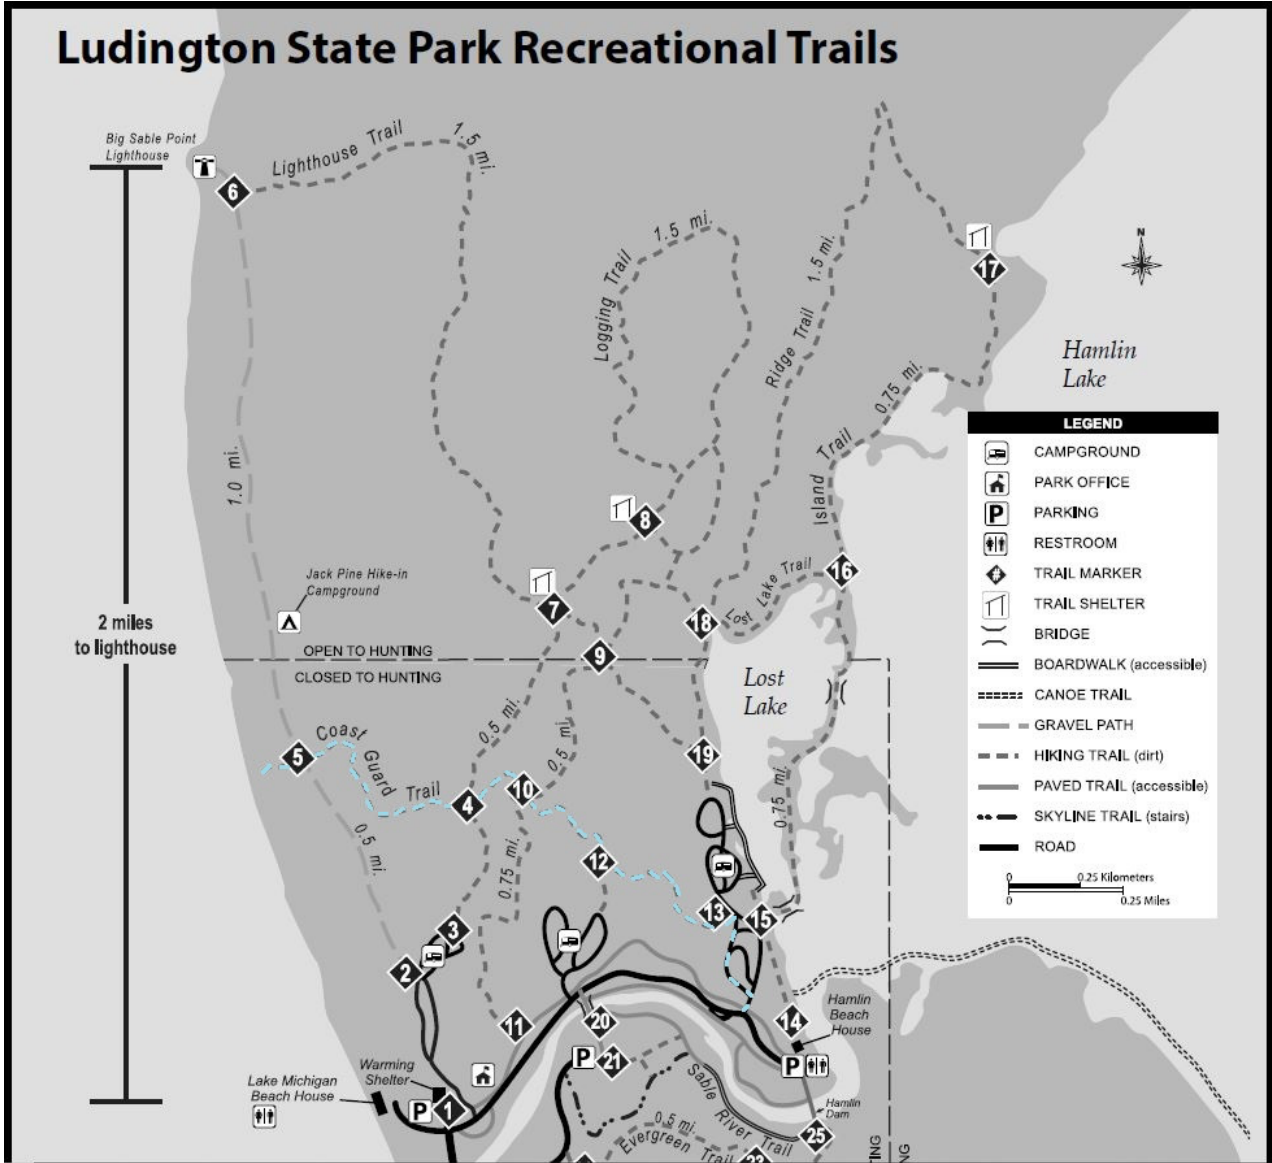 Ludington State Park Recreational Trails
Big Sable Point
Lighthouse
6
Lighthouse Trail
1.5 mi.
Logging Trail
1.5 mi.
Ridge Trail
1.5 mi.
17
N
Hamlin
Lake
0.75 mi.
Island Trail
1.0 mi.
8
Jack Pine Hike-in
Campground
7
Lost Lake Trail
16
18
2 miles
to lighthouse
OPEN TO HUNTING
CLOSED TO HUNTING
9
Lost
Lake
5
Coast Guard Trail
0.5 mi.
0.5 mi.
19
4
10
0.75 mi.
0.5 mi.
0.75 mi.
12
13
15
3
2
11
20
14
Hamlin
Beach
House
P
21
P
Warming
Shelter
Lake Michigan
Beach House
P
1
Sable River Trail
Hamlin
Dam
25
0.5 mi.
Evergreen Trail
LEGEND
CAMPGROUND
PARK OFFICE
P PARKING
RESTROOM
# TRAIL MARKER
TRAIL SHELTER
BRIDGE
BOARDWALK (accessible)
CANOE TRAIL
GRAVEL PATH
HIKING TRAIL (dirt)
PAVED TRAIL (accessible)
SKYLINE TRAIL (stairs)
ROAD
0 0.25 Kilometers
0 0.25 Miles